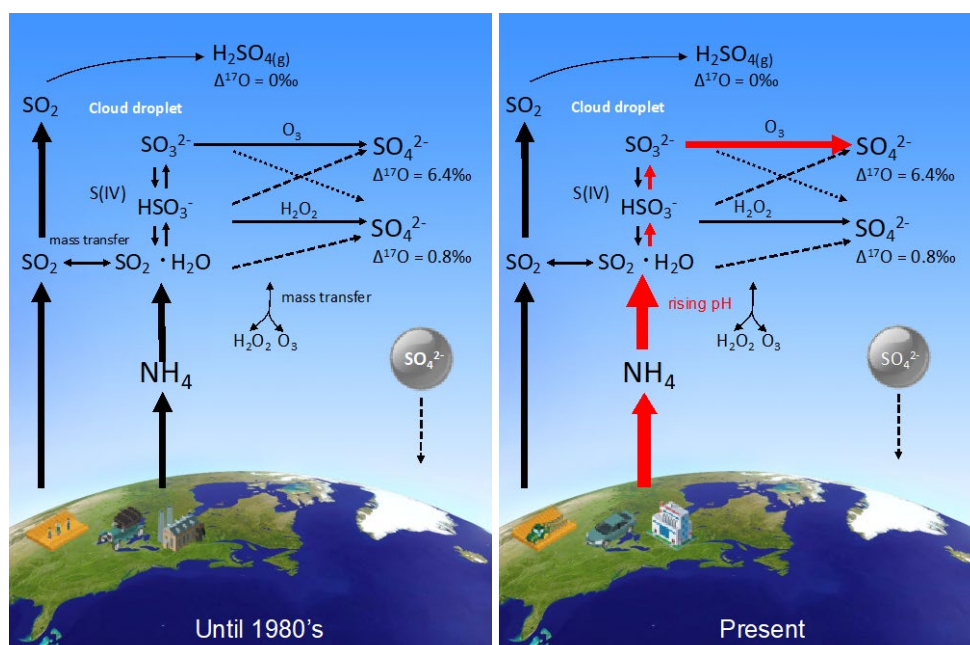 H₂SO₄₍g₎
Δ¹⁷O = 0‰
SO₂
Cloud droplet
O₃
SO₃²⁻
SO₄²⁻
Δ¹⁷O = 6.4‰
S(IV)
HSO₃⁻
H₂O₂
SO₄²⁻
Δ¹⁷O = 0.8‰
mass transfer
SO₂
SO₂ · H₂O
mass transfer
H₂O₂ O₃
SO₄²⁻
NH₄
Until 1980's
H₂SO₄₍g₎
Δ¹⁷O = 0‰
SO₂
Cloud droplet
O₃
SO₃²⁻
SO₄²⁻
Δ¹⁷O = 6.4‰
S(IV)
HSO₃⁻
H₂O₂
SO₄²⁻
Δ¹⁷O = 0.8‰
SO₂
SO₂ · H₂O
rising pH
mass transfer
H₂O₂ O₃
SO₄²⁻
NH₄
Present